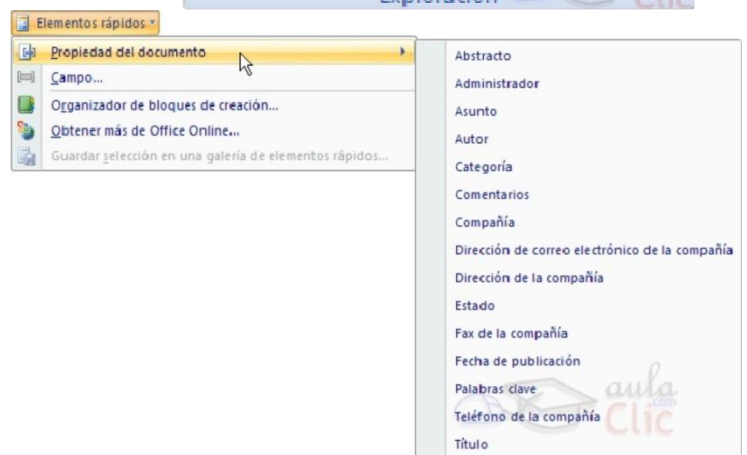 Exploración
Clic
Elementos rápidos
Propiedad del documento
Campo...
Organizador de bloques de creación...
Obtener más de Office Online...
Guardar selección en una galería de elementos rápidos...
Abstracto
Administrador
Asunto
Autor
Categoría
Comentarios
Compañía
Dirección de correo electrónico de la compañía
Dirección de la compañía
Estado
Fax de la compañía
Fecha de publicación
Palabras clave
Teléfono de la compañía
Título
aula
.com
Clic